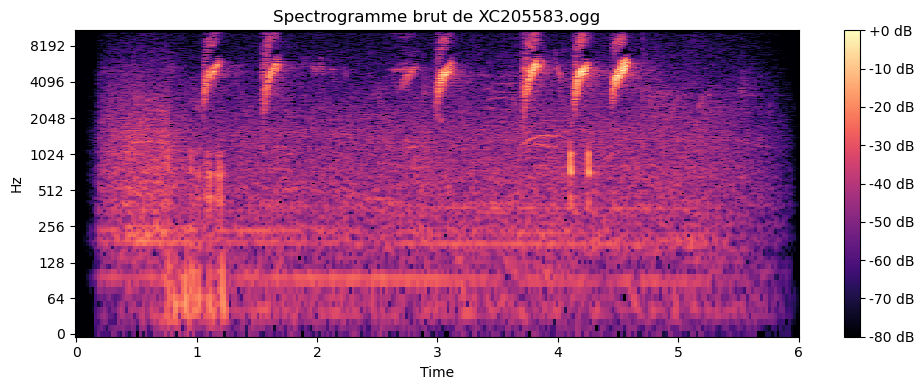 Spectrogramme brut de XC205583.ogg
8192
4096
2048
1024
512
256
128
64
0
Hz
0 1 2 3 4 5 6
Time
+0 dB
-10 dB
-20 dB
-30 dB
-40 dB
-50 dB
-60 dB
-70 dB
-80 dB